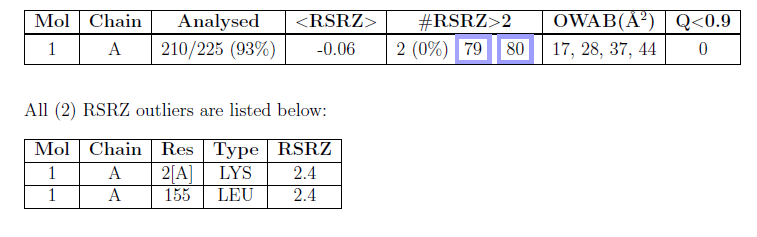 Mol Chain Analysed <RSRZ> #RSRZ>2 OWAB(Å²) Q<0.9
1 A 210/225 (93%) -0.06 2 (0%) 79 80 17, 28, 37, 44 0
All (2) RSRZ outliers are listed below:
Mol Chain Res Type RSRZ
1 A 2[A] LYS 2.4
1 A 155 LEU 2.4